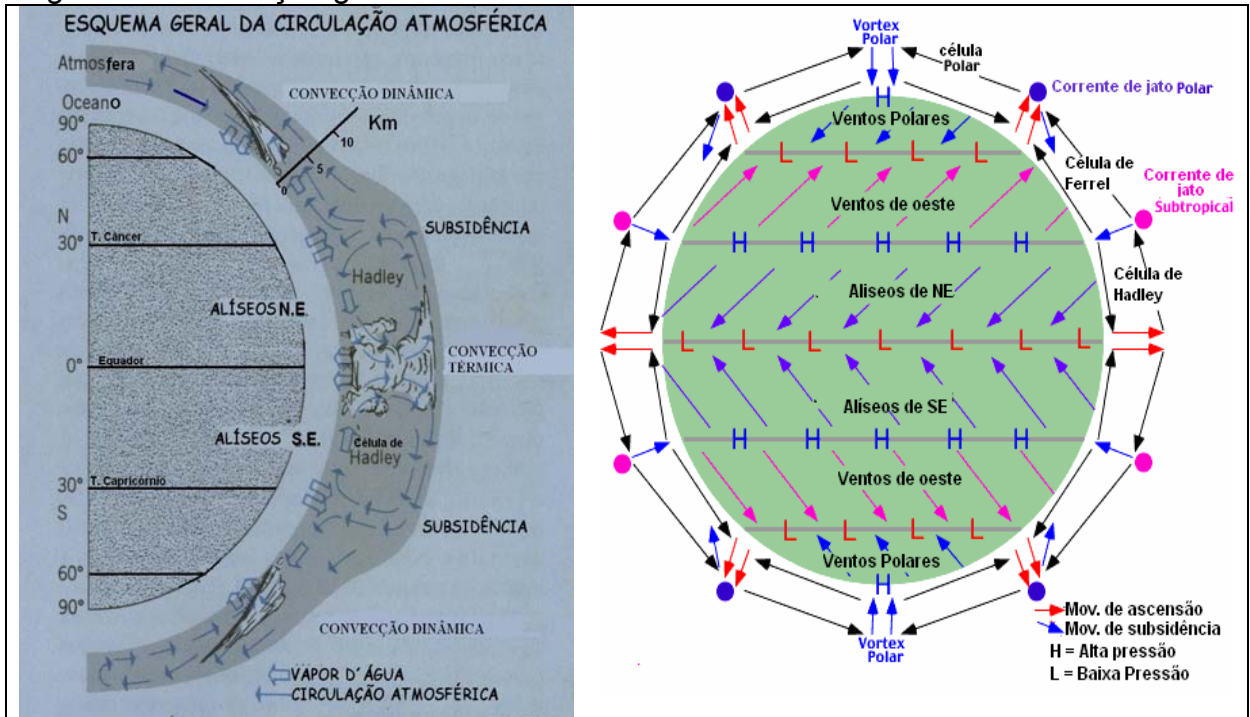 ESQUEMA GERAL DA CIRCULAÇÃO ATMOSFÉRICA
Atmosfera
Oceano
90°
60°
N
T. Câncer
30°
ALÍSEOS N.E.
Equador
0°
ALÍSEOS S.E.
T. Capricórnio
30°
S
60°
90°
CONVECÇÃO DINÂMICA
Km
10
5
0
SUBSIDÊNCIA
Hadley
CONVECÇÃO
TÉRMICA
Célula de
Hadley
SUBSIDÊNCIA
CONVECÇÃO DINÂMICA
VAPOR D´ÁGUA
CIRCULAÇÃO ATMOSFÉRICA
Vortex
Polar
célula
Polar
Corrente de jato Polar
H
Ventos Polares
L L L L
Célula de
Ferrel
Corrente de
jato
Subtropical
Ventos de oeste
H H H H H
Célula de
Hadley
Aliseos de NE
L L L L L L L
Alíseos de SE
H H H H H
Ventos de oeste
L L L L
Ventos Polares
H
Vortex
Polar
Mov. de ascensão
Mov. de subsidência
H = Alta pressão
L = Baixa Pressão